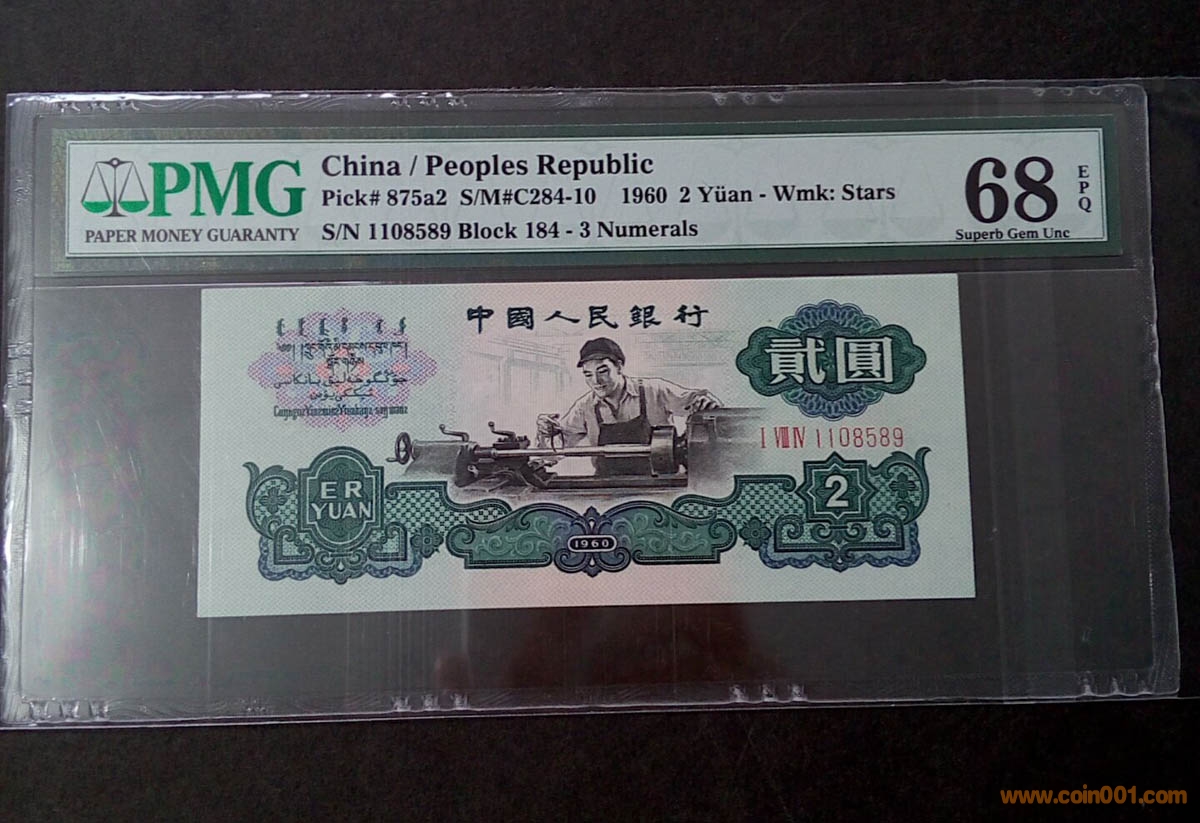 PMG
PAPER MONEY GUARANTY
China / Peoples Republic
Pick# 875a2 S/M#C284-10 1960 2 Yüan - Wmk: Stars
S/N 1108589 Block 184 - 3 Numerals
68
EPQ
Superb Gem Unc
中國人民銀行
貳圓
I VIII IV 1108589
ER
YUAN
2
1960
www.coin001.com